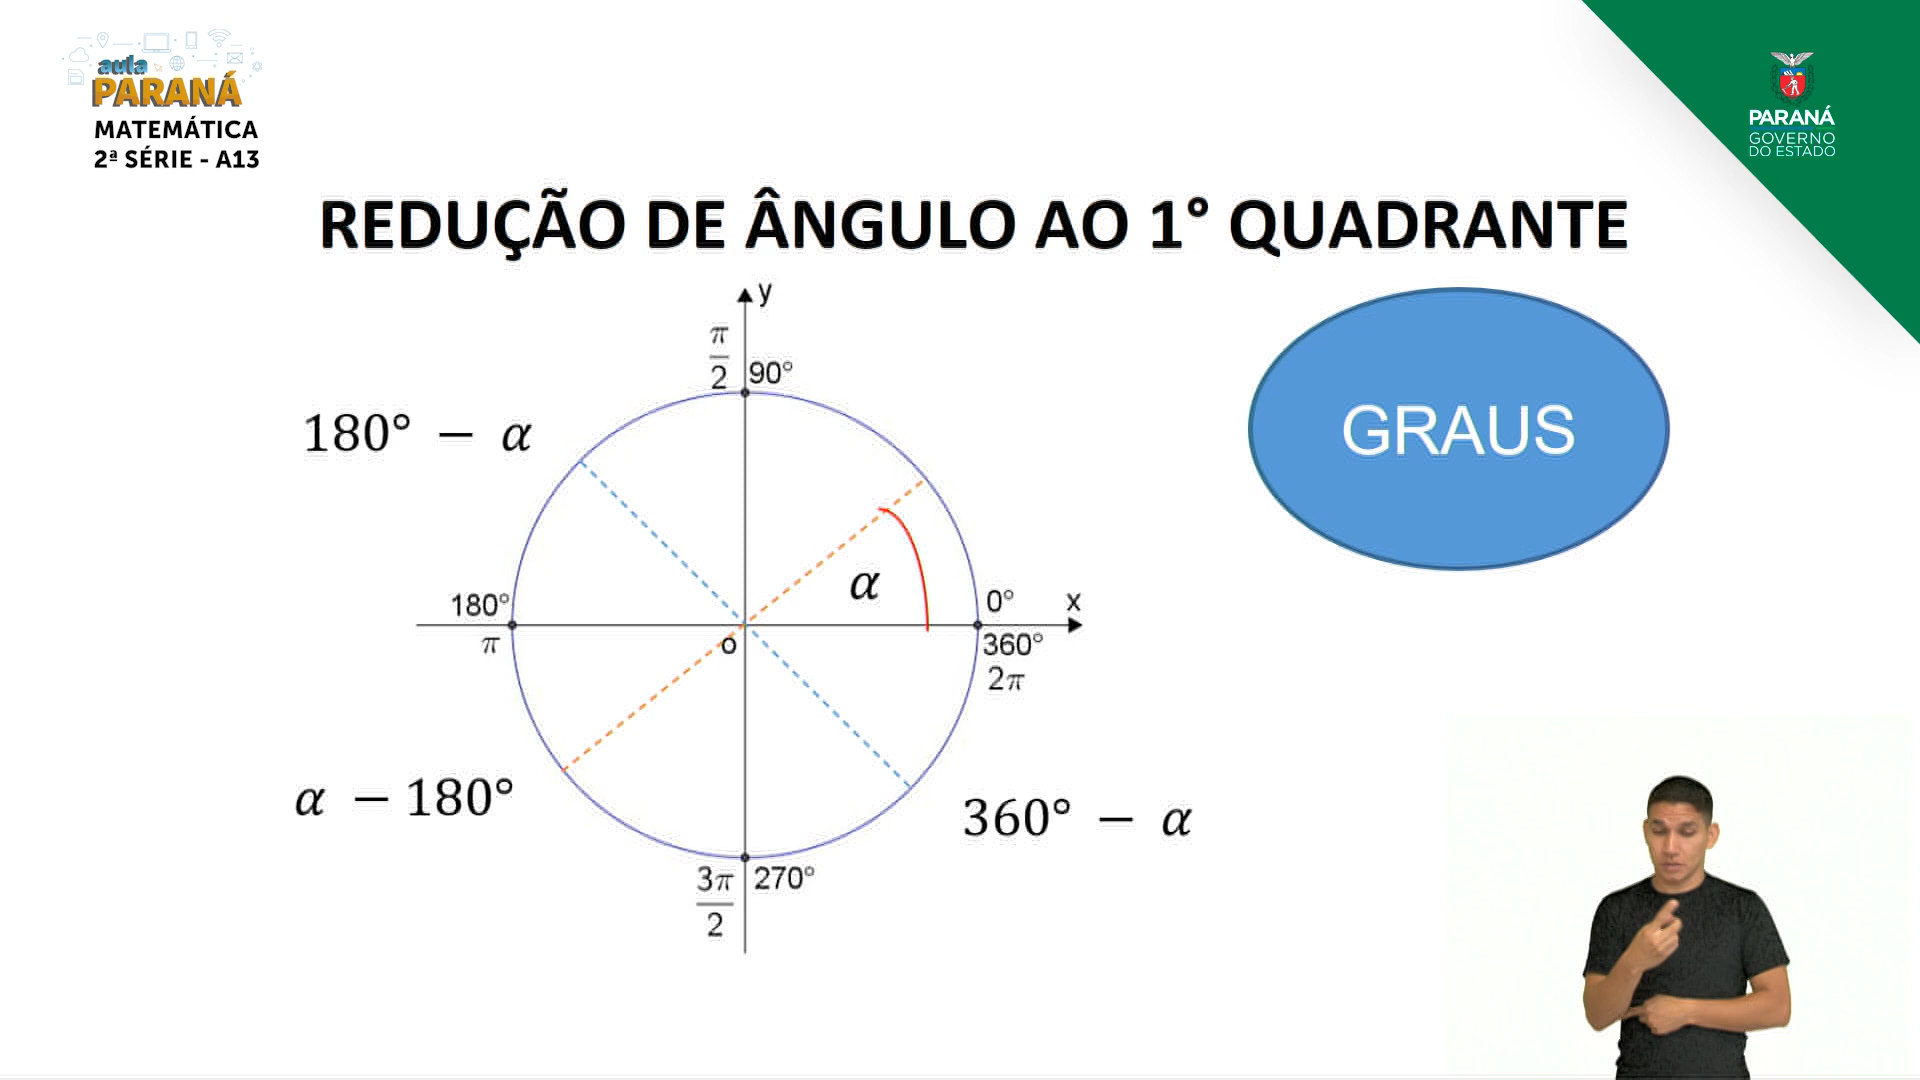 aula
PARANÁ
MATEMÁTICA
2ª SÉRIE - A13
PARANÁ
GOVERNO
DO ESTADO
REDUÇÃO DE ÂNGULO AO 1° QUADRANTE
y
π/2
90°
180° − α
GRAUS
α
180°
π
o
0°
x
360°
2π
α − 180°
360° − α
3π/2
270°